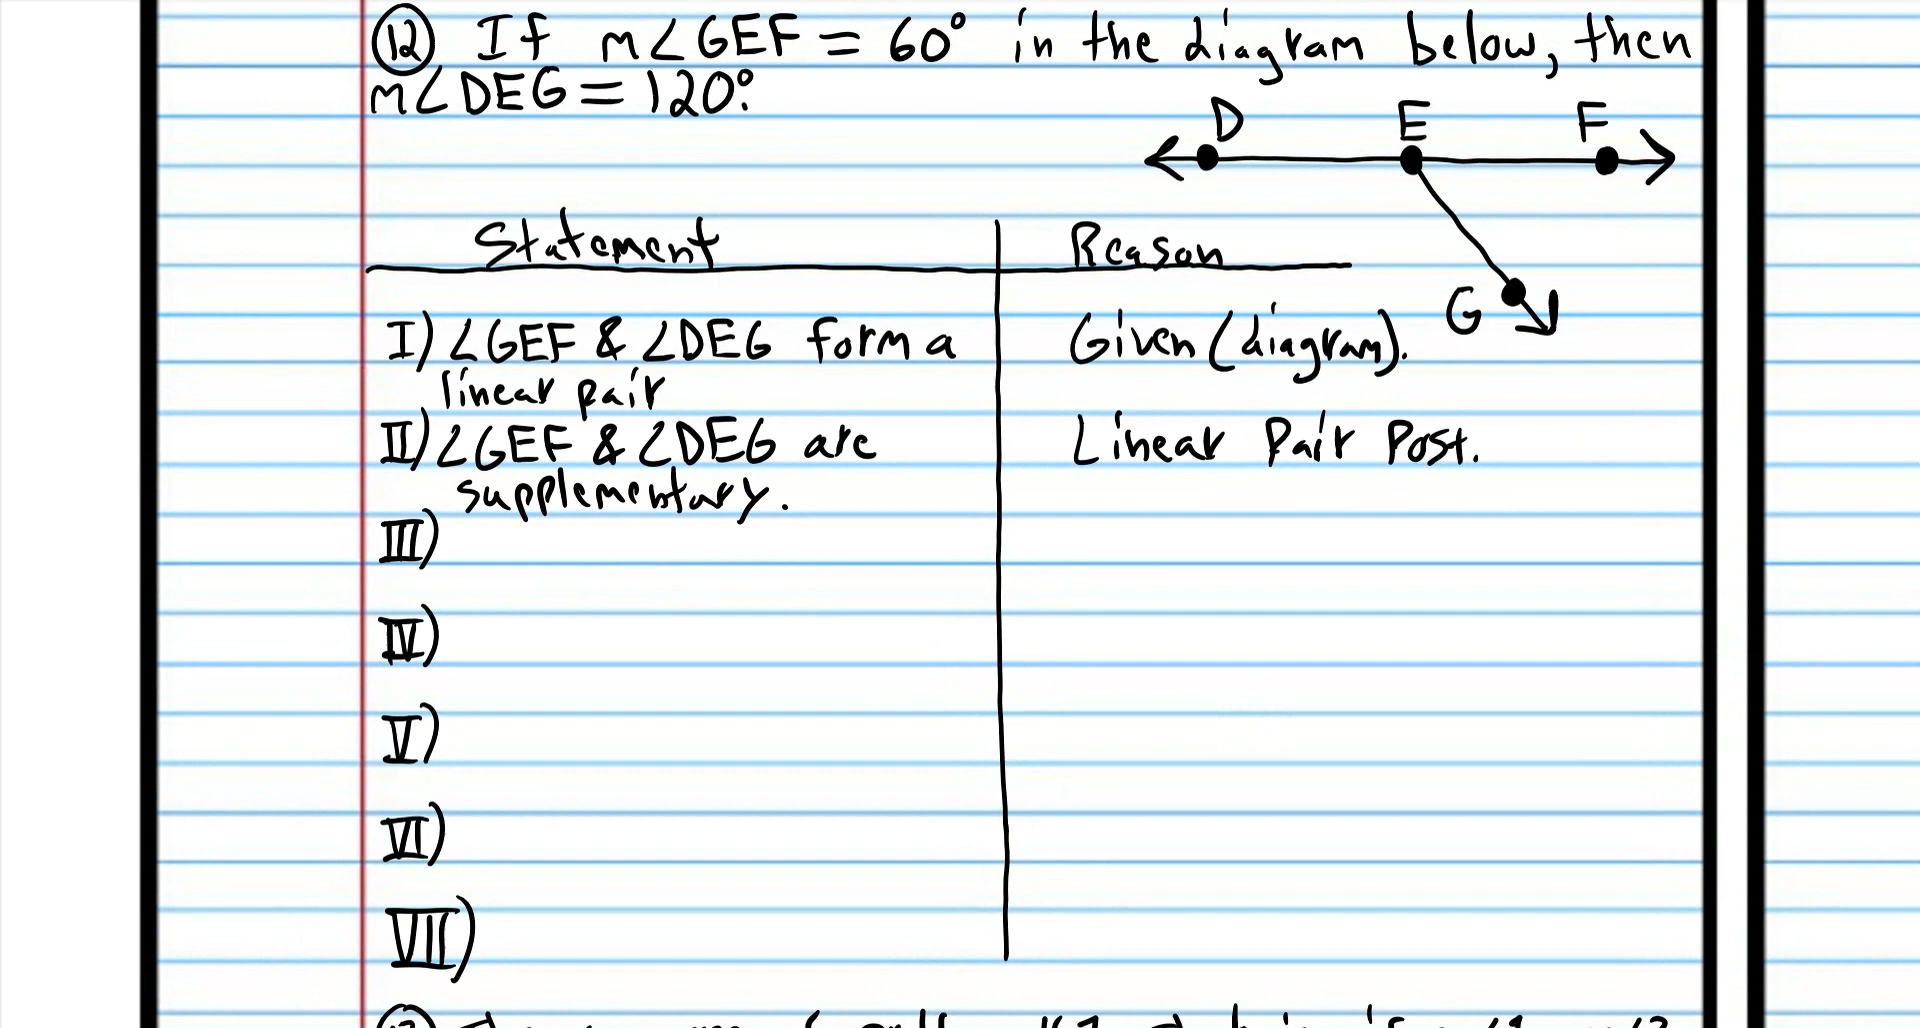 ⑫ If m∠GEF = 60° in the diagram below, then
m∠DEG = 120°.
D E F
Statement Reason
G
I) ∠GEF & ∠DEG form a Given (diagram).
linear pair
II) ∠GEF & ∠DEG are Linear Pair Post.
supplementary.
III)
IV)
V)
VI)
VII)